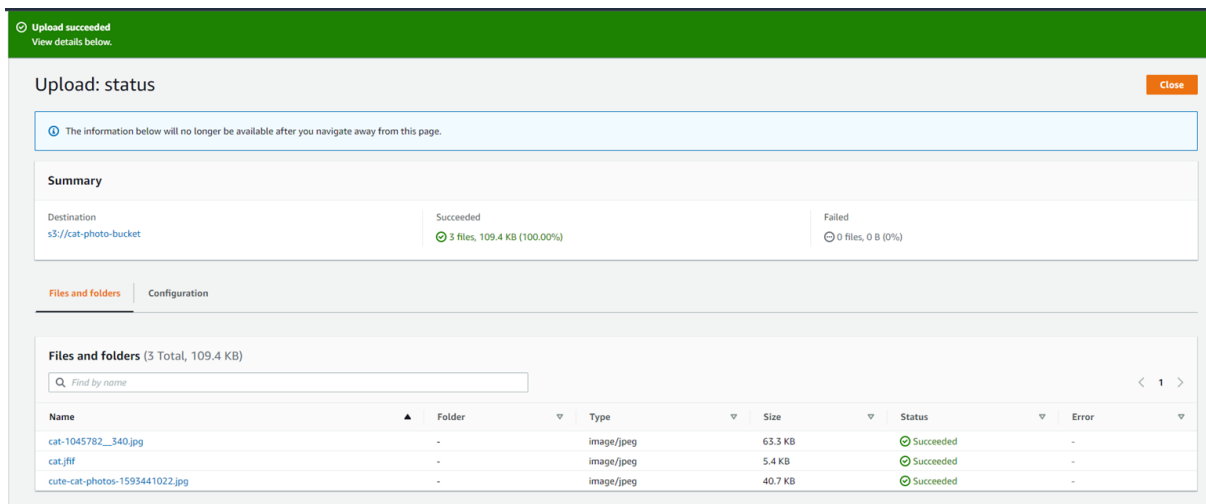 Upload succeeded
View details below.
Upload: status
Close
The information below will no longer be available after you navigate away from this page.
Summary
Destination Succeeded Failed
s3://cat-photo-bucket 3 files, 109.4 KB (100.00%) 0 files, 0 B (0%)
Files and folders Configuration
Files and folders (3 Total, 109.4 KB)
Find by name 1
Name Folder Type Size Status Error
cat-1045782__340.jpg - image/jpeg 63.3 KB Succeeded -
cat.jfif - image/jpeg 5.4 KB Succeeded -
cute-cat-photos-1593441022.jpg - image/jpeg 40.7 KB Succeeded -